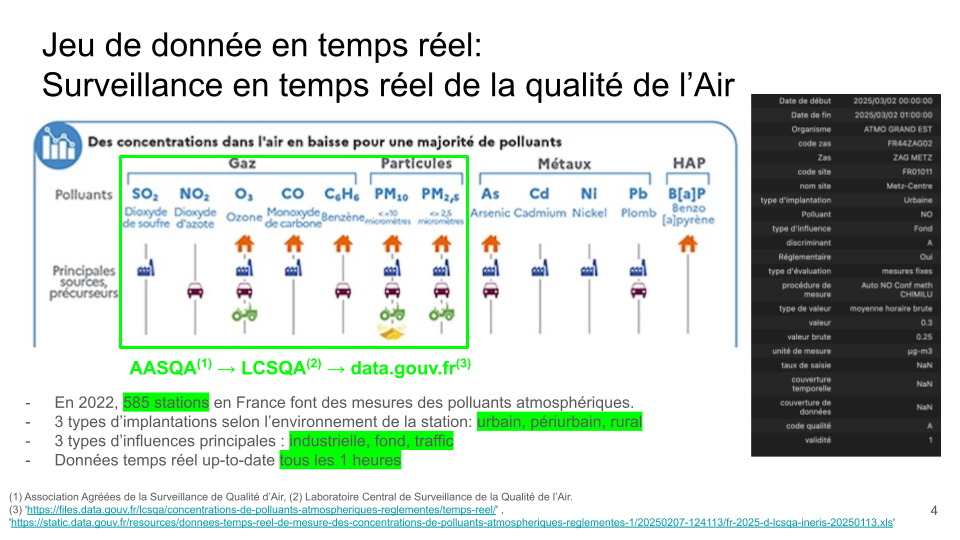 Jeu de donnée en temps réel:
Surveillance en temps réel de la qualité de l'Air
Des concentrations dans l'air en baisse pour une majorité de polluants
Gaz Particules Métaux HAP
Polluants SO₂ NO₂ O₃ CO C₆H₆ PM₁₀ PM₂,₅ As Cd Ni Pb B[a]P
Dioxyde de soufre Dioxyde d'azote Ozone Monoxyde de carbone Benzène <=10 micromètres <= 2,5 micromètres Arsenic Cadmium Nickel Plomb Benzo [a]pyrène
Principales
sources,
précurseurs
AASQA(1) → LCSQA(2) → data.gouv.fr(3)
- En 2022, 585 stations en France font des mesures des polluants atmosphériques.
- 3 types d'implantations selon l'environnement de la station: urbain, périurbain, rural
- 3 types d'influences principales : industrielle, fond, traffic
- Données temps réel up-to-date tous les 1 heures
Date de début 2025/03/02 00:00:00
Date de fin 2025/03/02 01:00:00
Organisme ATMO GRAND EST
code zas FR44ZAG02
Zas ZAG METZ
code site FR01011
nom site Metz-Centre
type d'implantation Urbaine
Polluant NO
type d'influence Fond
discriminant A
Réglementaire Oui
type d'évaluation mesures fixes
procédure de mesure Auto NO Conf meth CHIMILU
type de valeur moyenne horaire brute
valeur 0.3
valeur brute 0.25
unité de mesure µg-m3
taux de saisie NaN
couverture temporelle NaN
couverture de données NaN
code qualité A
validité 1
(1) Association Agréées de la Surveillance de Qualité d'Air, (2) Laboratoire Central de Surveillance de la Qualité de l'Air.
(3) 'https://files.data.gouv.fr/lcsqa/concentrations-de-polluants-atmospheriques-reglementes/temps-reel/' ,
'https://static.data.gouv.fr/resources/donnees-temps-reel-de-mesure-des-concentrations-de-polluants-atmospheriques-reglementes-1/20250207-124113/fr-2025-d-lcsqa-ineris-20250113.xls'
4